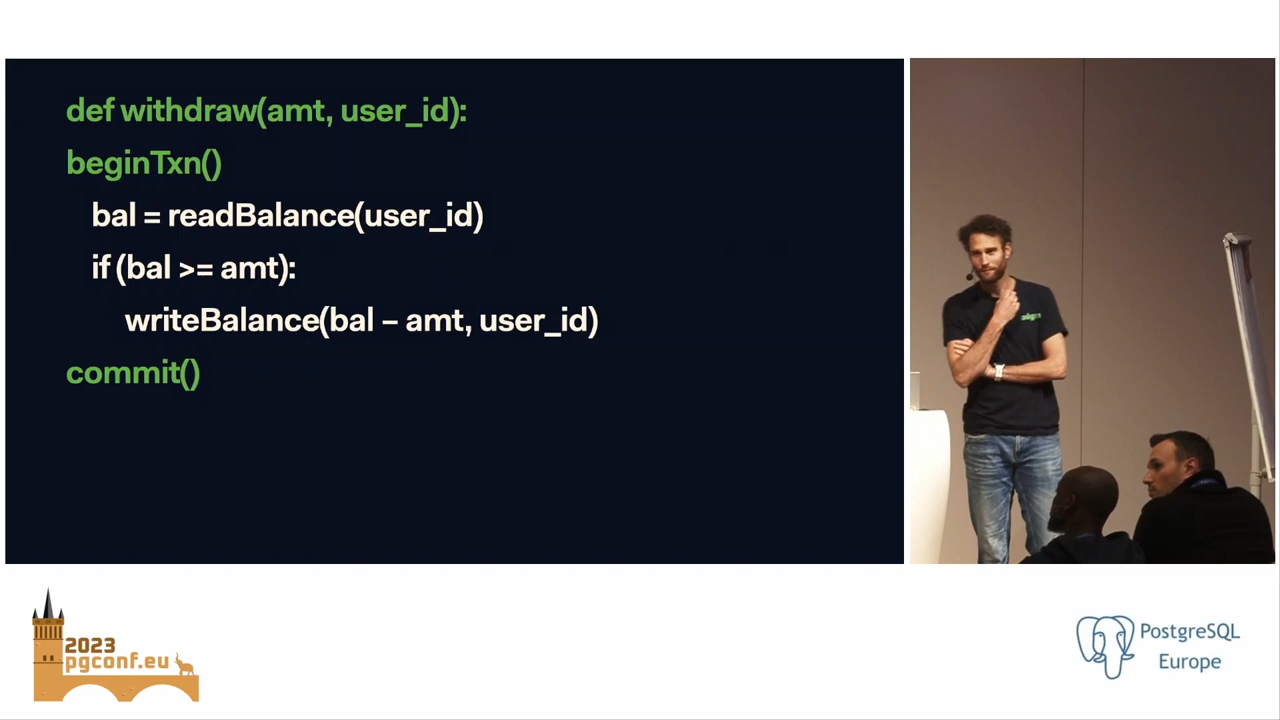 def withdraw(amt, user_id):
beginTxn()
bal = readBalance(user_id)
if (bal >= amt):
writeBalance(bal – amt, user_id)
commit()
2023
pgconf.eu
PostgreSQL
Europe